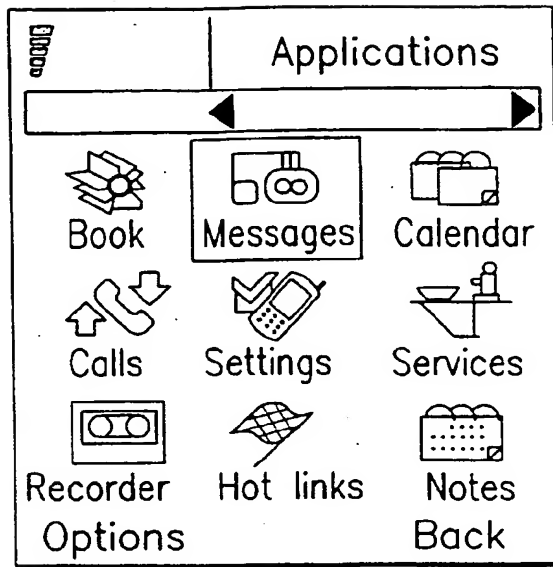 Applications
Book Messages Calendar
Calls Settings Services
Recorder Hot links Notes
Options Back